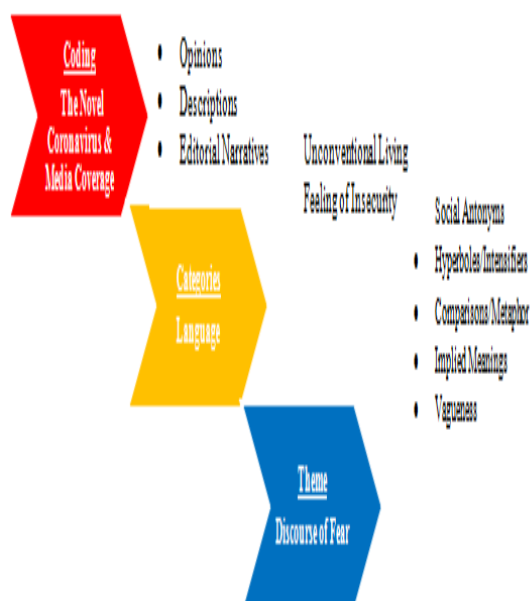 Coding
The Novel
Coronavirus &
Media Coverage
• Opinions
• Descriptions
• Editorial Narratives
Unconventional Living
Feeling of Insecurity
Categories
Language
Social Antonyms
• Hyperboles/Intensifiers
• Comparisons/Metaphor
• Implied Meanings
• Vagueness
Theme
Discourse of Fear